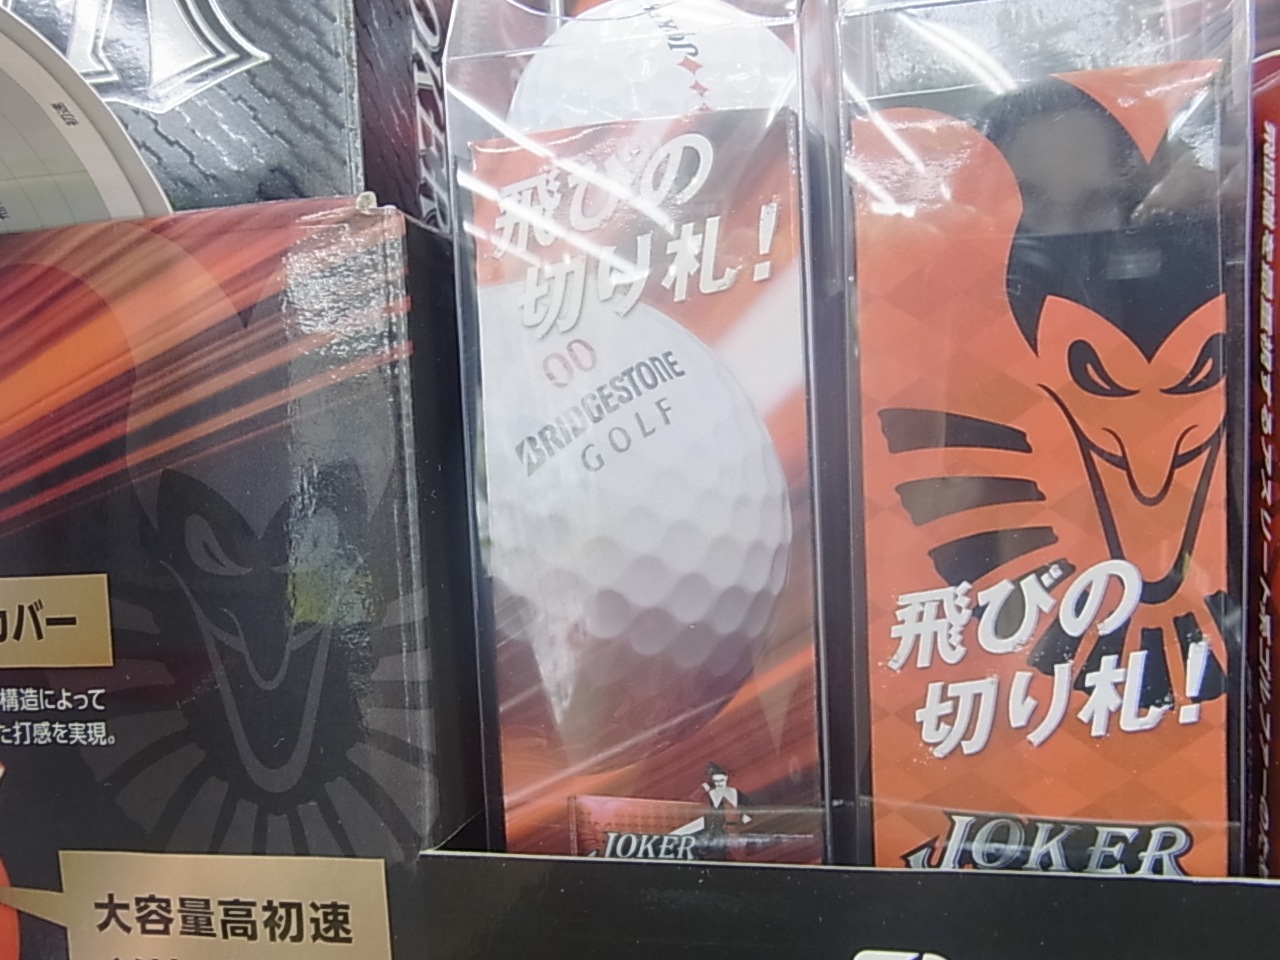 JOKER
飛びの
切り札!
00
BRIDGESTONE
GOLF
JOKER
飛びの
切り札!
JOKER
カバー
構造によって
た打感を実現。
大容量高初速